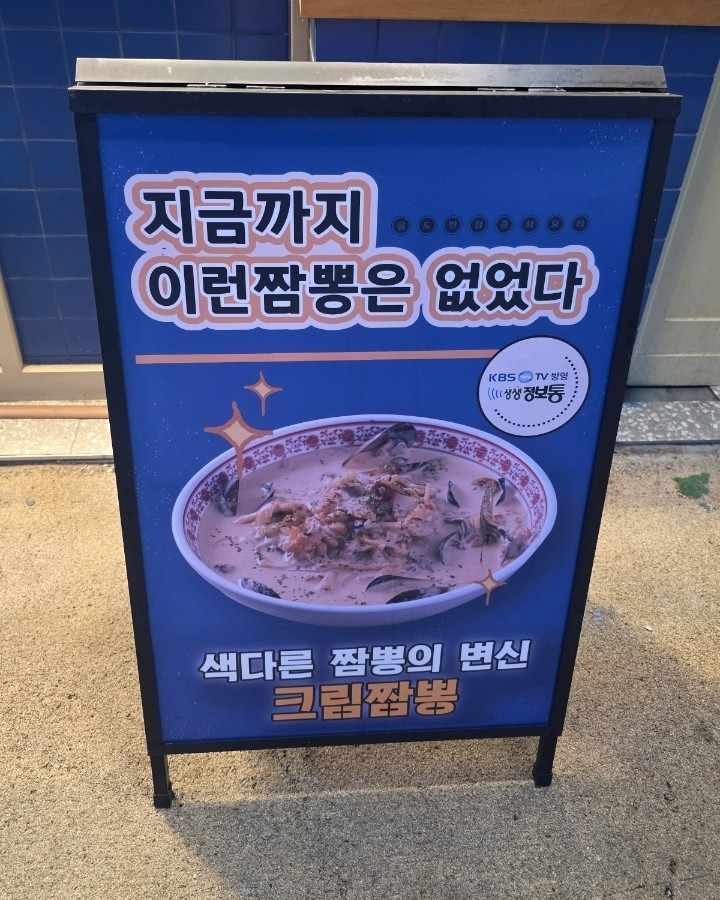 지금까지
이런짬뽕은 없었다
KBS TV 방영
생생 정보통
색다른 짬뽕의 변신
크림짬뽕